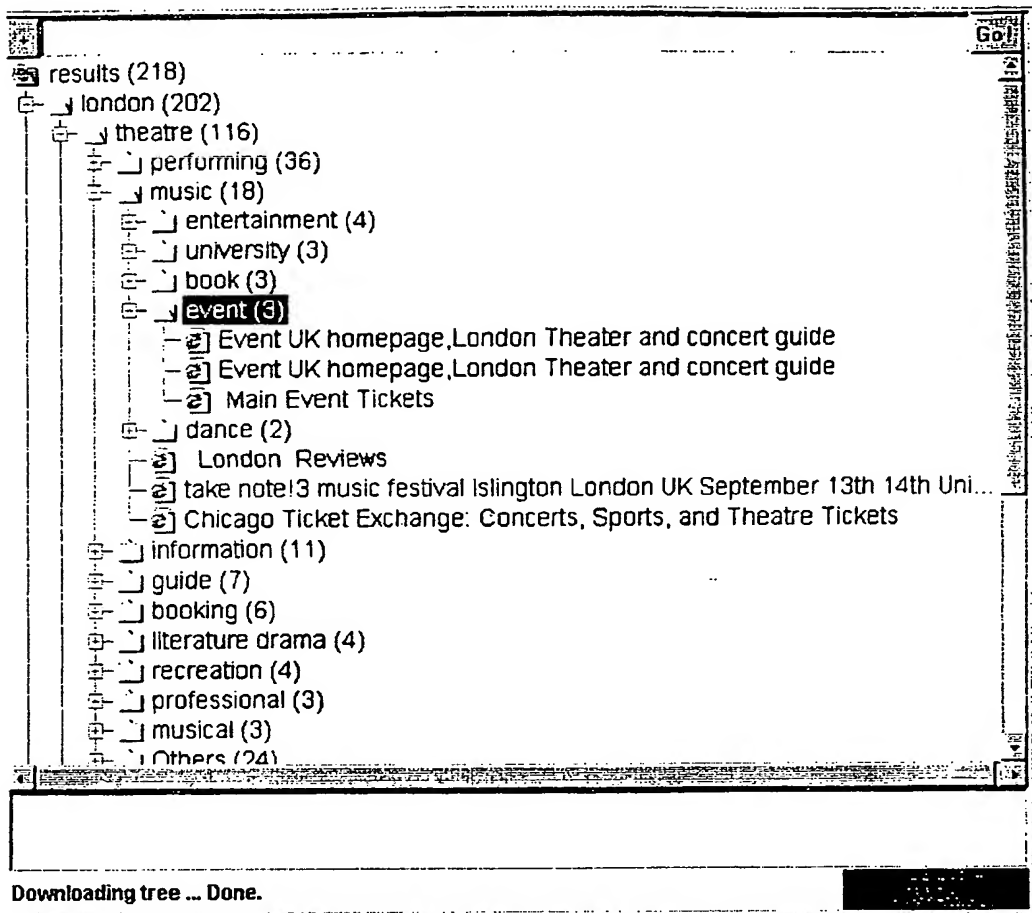 Go!
results (218)
london (202)
theatre (116)
performing (36)
music (18)
entertainment (4)
university (3)
book (3)
event (3)
Event UK homepage,London Theater and concert guide
Event UK homepage,London Theater and concert guide
Main Event Tickets
dance (2)
London Reviews
take note!3 music festival Islington London UK September 13th 14th Uni...
Chicago Ticket Exchange: Concerts, Sports, and Theatre Tickets
information (11)
guide (7)
booking (6)
literature drama (4)
recreation (4)
professional (3)
musical (3)
Others (24)
Downloading tree ... Done.